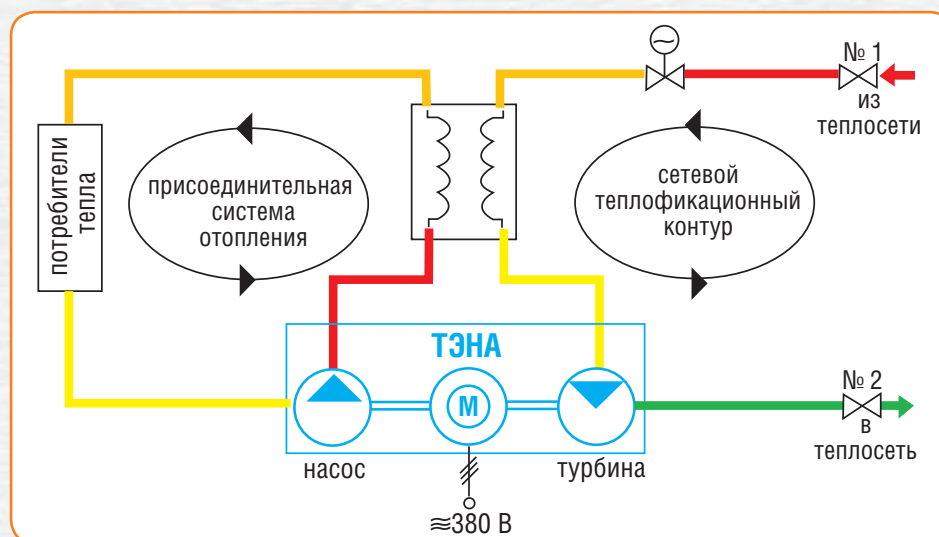 № 1
из
теплосети
потребители
тепла
присоединительная
система
отопления
сетевой
теплофикационный
контур
ТЭНА
М
насос
турбина
№ 2
в
теплосеть
≋380 В